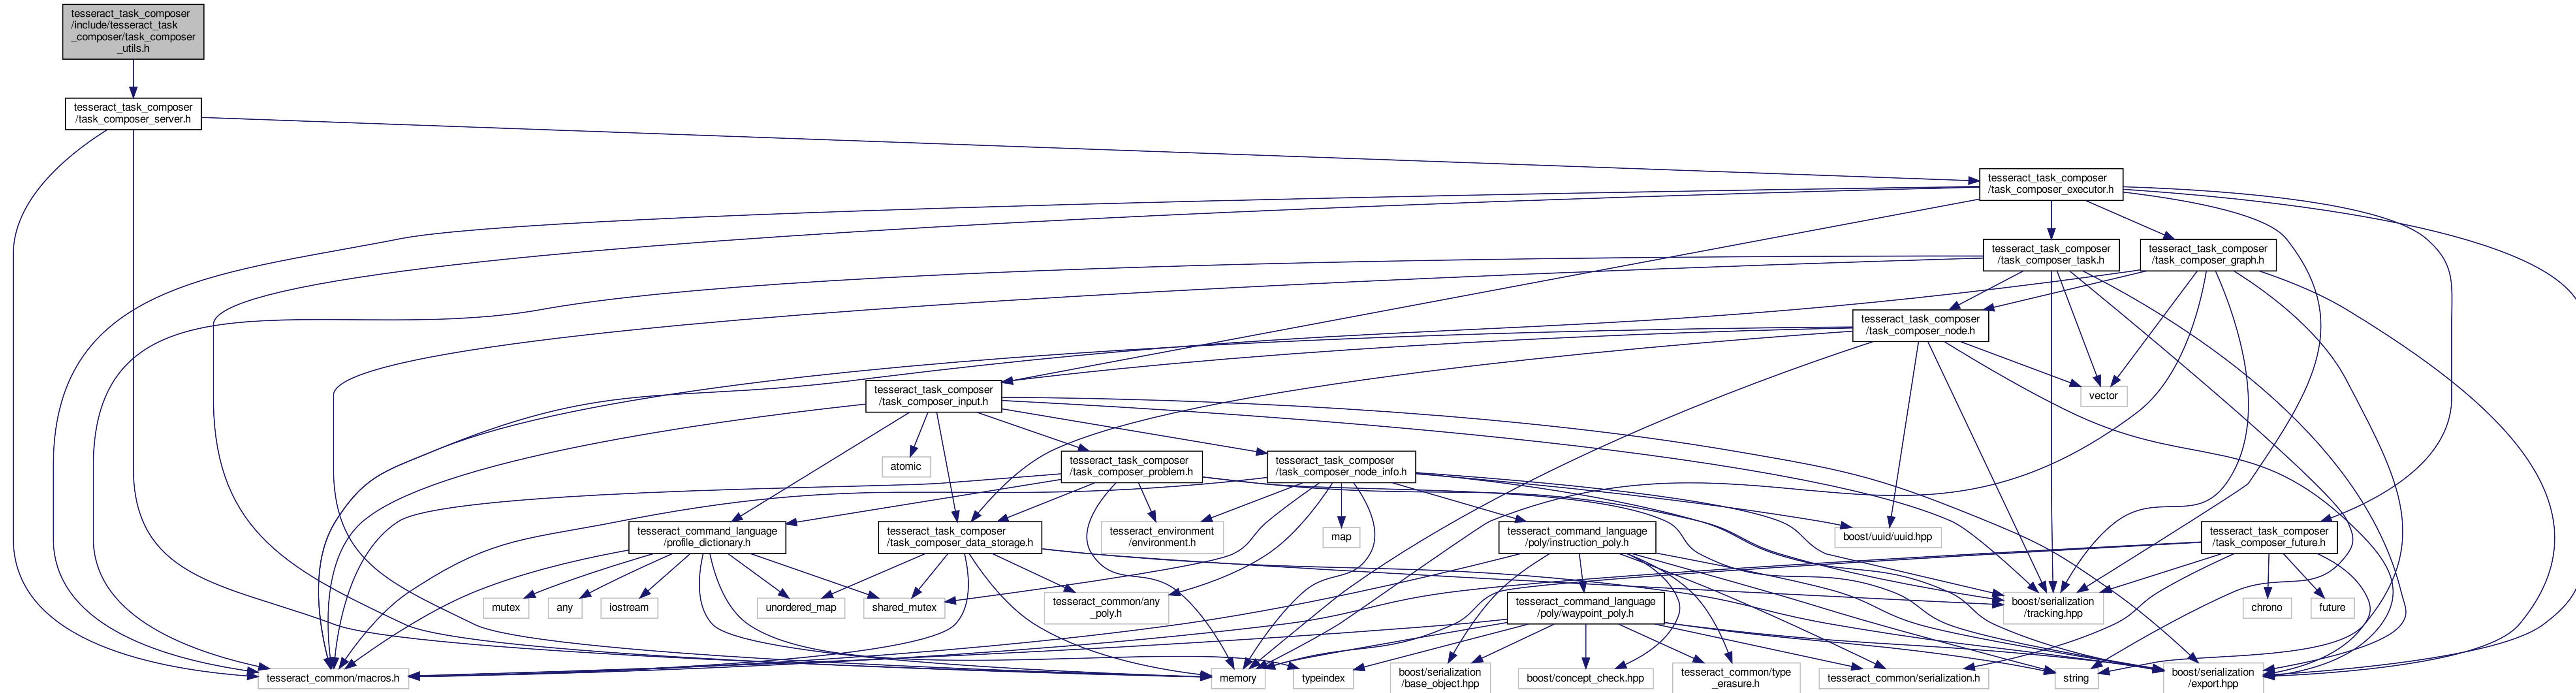 tesseract_task_composer
/include/tesseract_task
_composer/task_composer
_utils.h
tesseract_task_composer
/task_composer_server.h
tesseract_task_composer
/task_composer_executor.h
tesseract_task_composer
/task_composer_task.h
tesseract_task_composer
/task_composer_graph.h
tesseract_task_composer
/task_composer_node.h
tesseract_task_composer
/task_composer_input.h
vector
atomic
tesseract_task_composer
/task_composer_problem.h
tesseract_task_composer
/task_composer_node_info.h
tesseract_command_language
/profile_dictionary.h
tesseract_task_composer
/task_composer_data_storage.h
tesseract_environment
/environment.h
map
tesseract_command_language
/poly/instruction_poly.h
boost/uuid/uuid.hpp
tesseract_task_composer
/task_composer_future.h
mutex
any
iostream
unordered_map
shared_mutex
tesseract_common/any
_poly.h
tesseract_command_language
/poly/waypoint_poly.h
boost/serialization
/tracking.hpp
chrono
future
tesseract_common/macros.h
memory
typeindex
boost/serialization
/base_object.hpp
boost/concept_check.hpp
tesseract_common/type
_erasure.h
tesseract_common/serialization.h
string
boost/serialization
/export.hpp